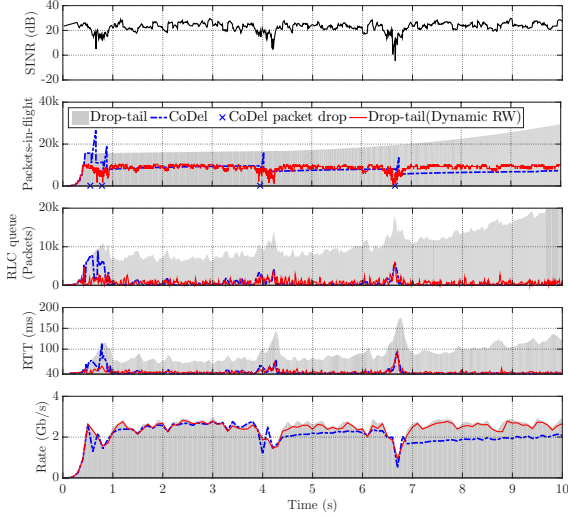 SINR (dB)
40
20
0
-20
Packets-in-flight
40k
20k
0
Drop-tail CoDel CoDel packet drop Drop-tail(Dynamic RW)
RLC queue
(Packets)
20k
10k
0
RTT (ms)
200
150
100
40
Rate (Gb/s)
4
2
0
0 1 2 3 4 5 6 7 8 9 10
Time (s)